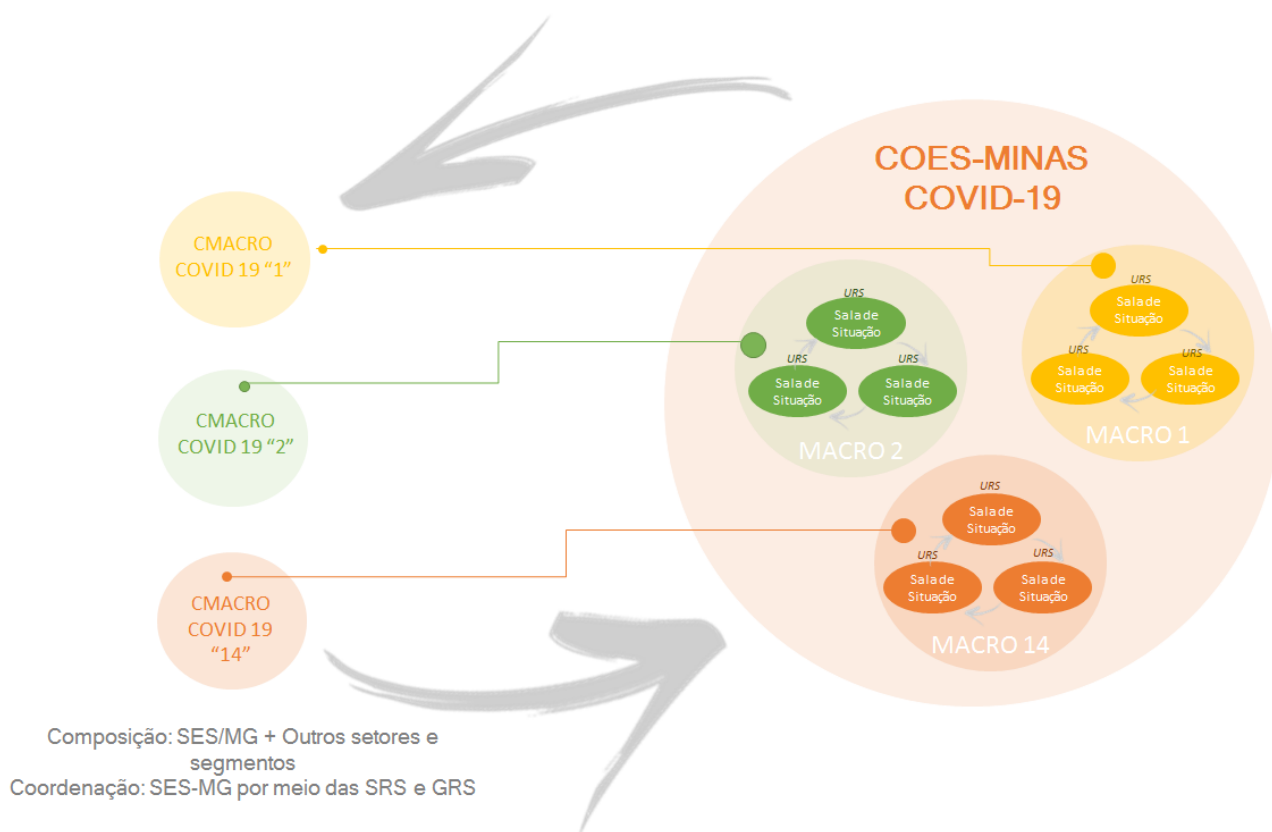 COES-MINAS
COVID-19
CMACRO
COVID 19 “1”
CMACRO
COVID 19 “2”
CMACRO
COVID 19
“14”
URS
Sala de
Situação
URS
Sala de
Situação
URS
Sala de
Situação
MACRO 1
URS
Sala de
Situação
URS
Sala de
Situação
URS
Sala de
Situação
MACRO 2
URS
Sala de
Situação
URS
Sala de
Situação
URS
Sala de
Situação
MACRO 14
Composição: SES/MG + Outros setores e
segmentos
Coordenação: SES-MG por meio das SRS e GRS